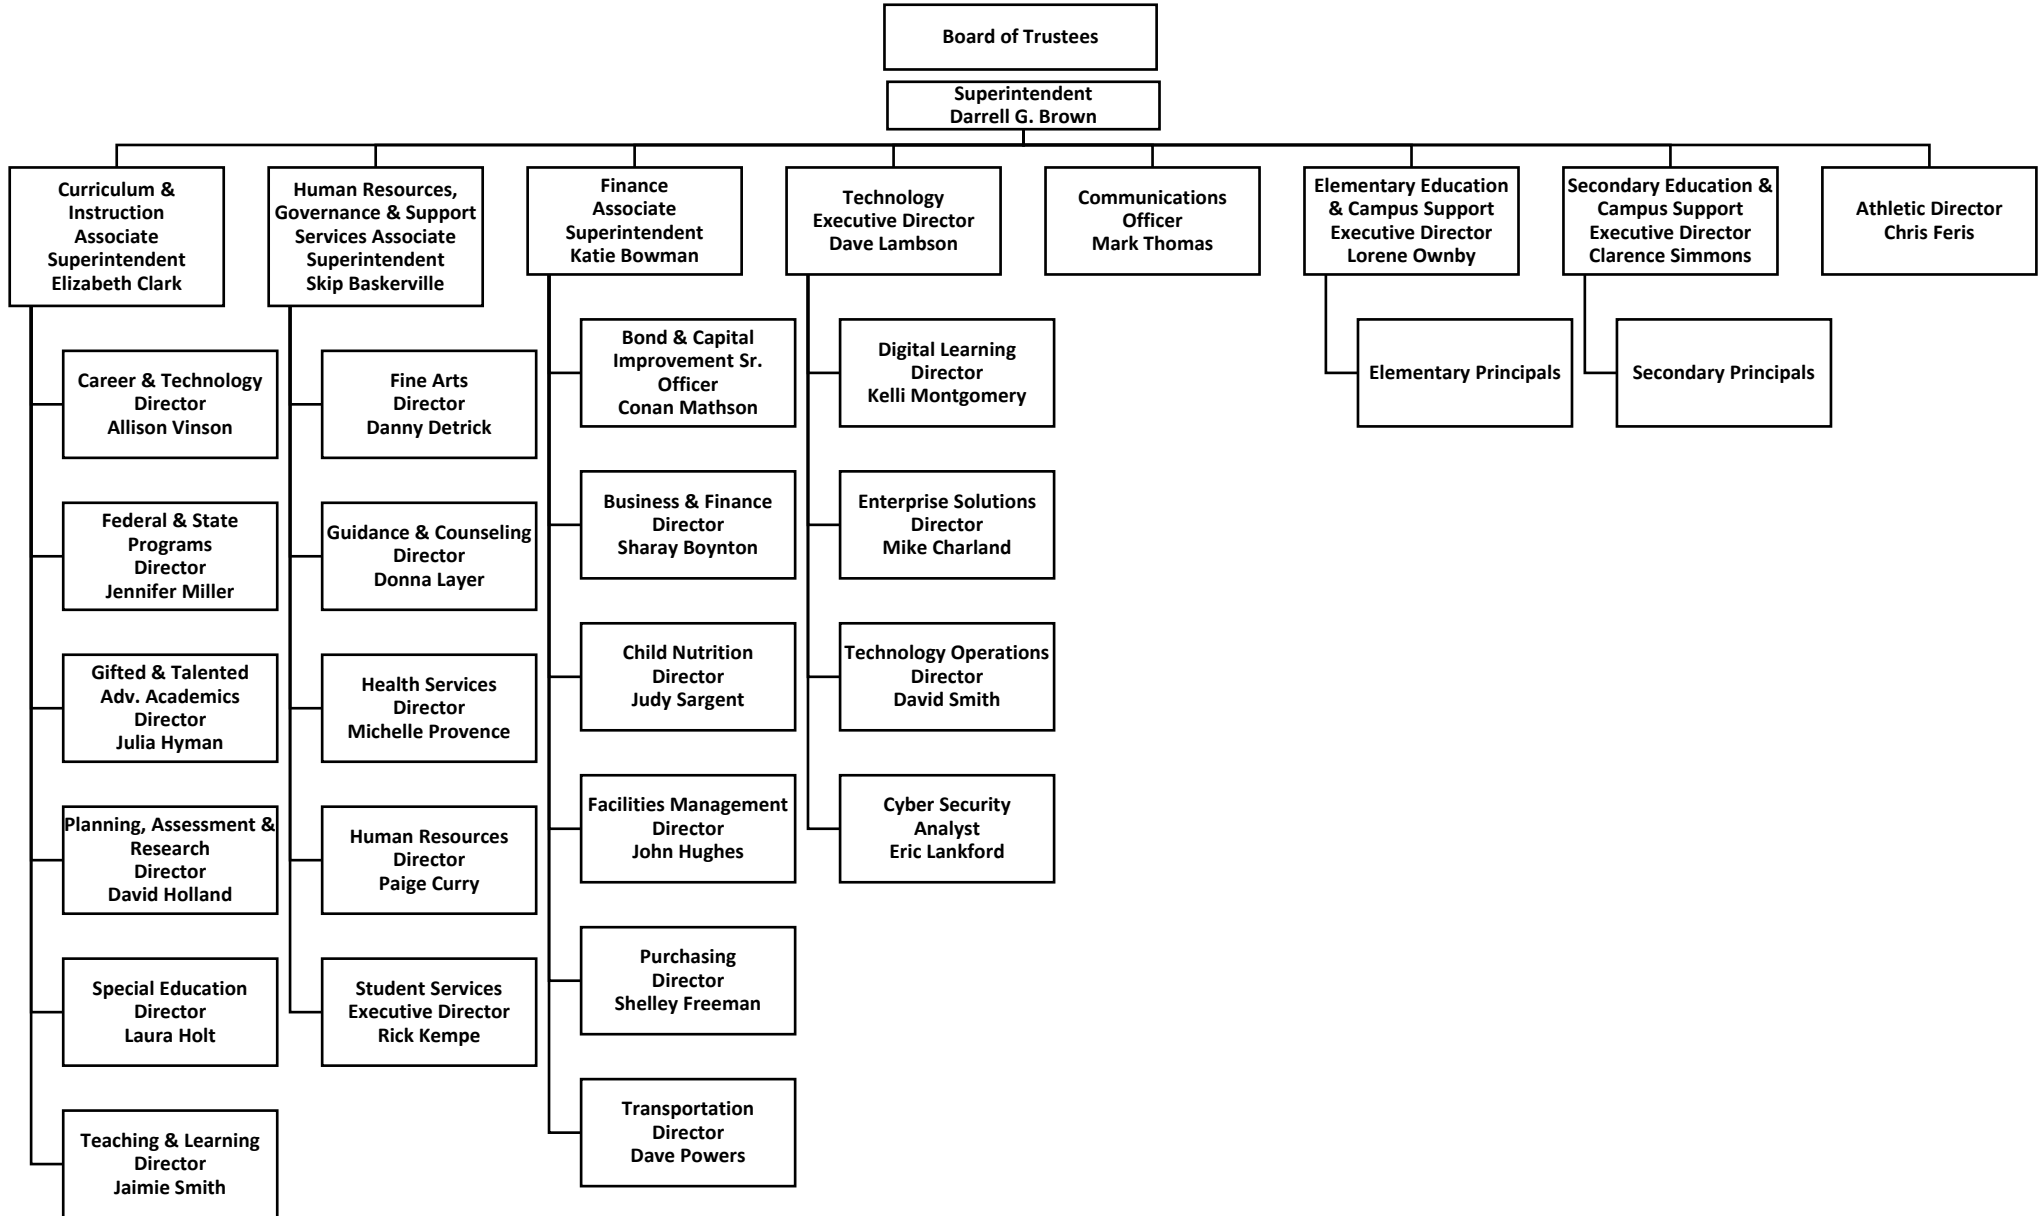 Board of Trustees
Superintendent
Darrell G. Brown
Curriculum &
Instruction
Associate
Superintendent
Elizabeth Clark
Human Resources,
Governance & Support
Services Associate
Superintendent
Skip Baskerville
Finance
Associate
Superintendent
Katie Bowman
Technology
Executive Director
Dave Lambson
Communications
Officer
Mark Thomas
Elementary Education
& Campus Support
Executive Director
Lorene Ownby
Secondary Education &
Campus Support
Executive Director
Clarence Simmons
Athletic Director
Chris Feris
Career & Technology
Director
Allison Vinson
Federal & State
Programs
Director
Jennifer Miller
Gifted & Talented
Adv. Academics
Director
Julia Hyman
Planning, Assessment &
Research
Director
David Holland
Special Education
Director
Laura Holt
Teaching & Learning
Director
Jaimie Smith
Fine Arts
Director
Danny Detrick
Guidance & Counseling
Director
Donna Layer
Health Services
Director
Michelle Provence
Human Resources
Director
Paige Curry
Student Services
Executive Director
Rick Kempe
Bond & Capital
Improvement Sr.
Officer
Conan Mathson
Business & Finance
Director
Sharay Boynton
Child Nutrition
Director
Judy Sargent
Facilities Management
Director
John Hughes
Purchasing
Director
Shelley Freeman
Transportation
Director
Dave Powers
Digital Learning
Director
Kelli Montgomery
Enterprise Solutions
Director
Mike Charland
Technology Operations
Director
David Smith
Cyber Security
Analyst
Eric Lankford
Elementary Principals
Secondary Principals